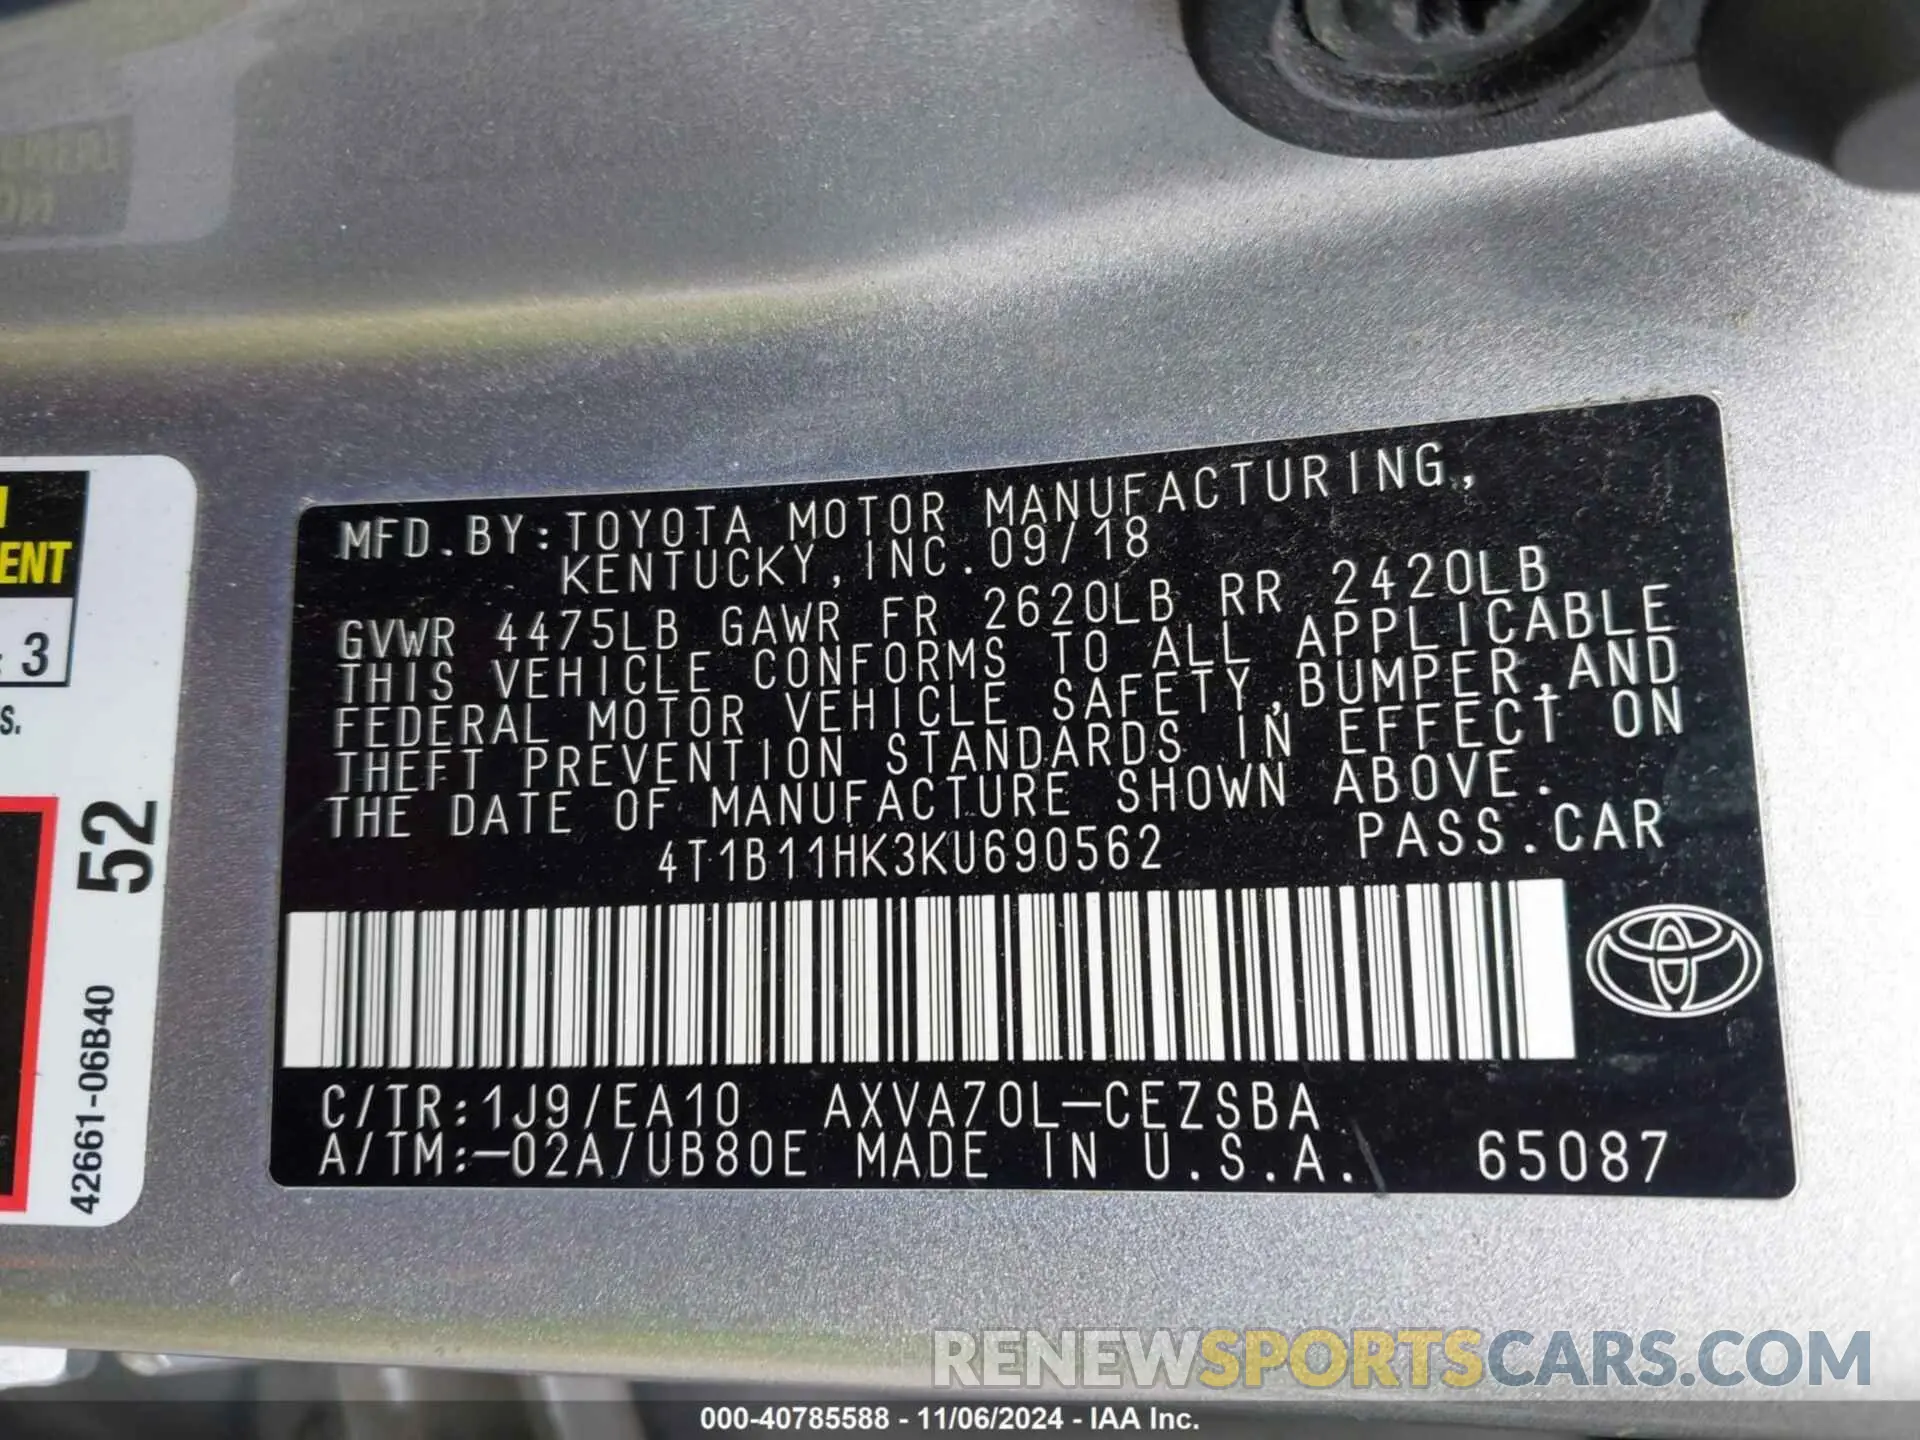 ENT
: 3
S.
52
42661-06B40
MFD.BY:TOYOTA MOTOR MANUFACTURING,
KENTUCKY,INC.09/18
GVWR 4475LB GAWR FR 2620LB RR 2420LB
THIS VEHICLE CONFORMS TO ALL APPLICABLE
FEDERAL MOTOR VEHICLE SAFETY,BUMPER,AND
THEFT PREVENTION STANDARDS IN EFFECT ON
THE DATE OF MANUFACTURE SHOWN ABOVE.
4T1B11HK3KU690562 PASS.CAR
C/TR:1J9/EA10 AXVA70L-CEZSBA
A/TM:-02A/UB80E MADE IN U.S.A. 65087
RENEWSPORTSCARS.COM
000-40785588 - 11/06/2024 - IAA Inc.